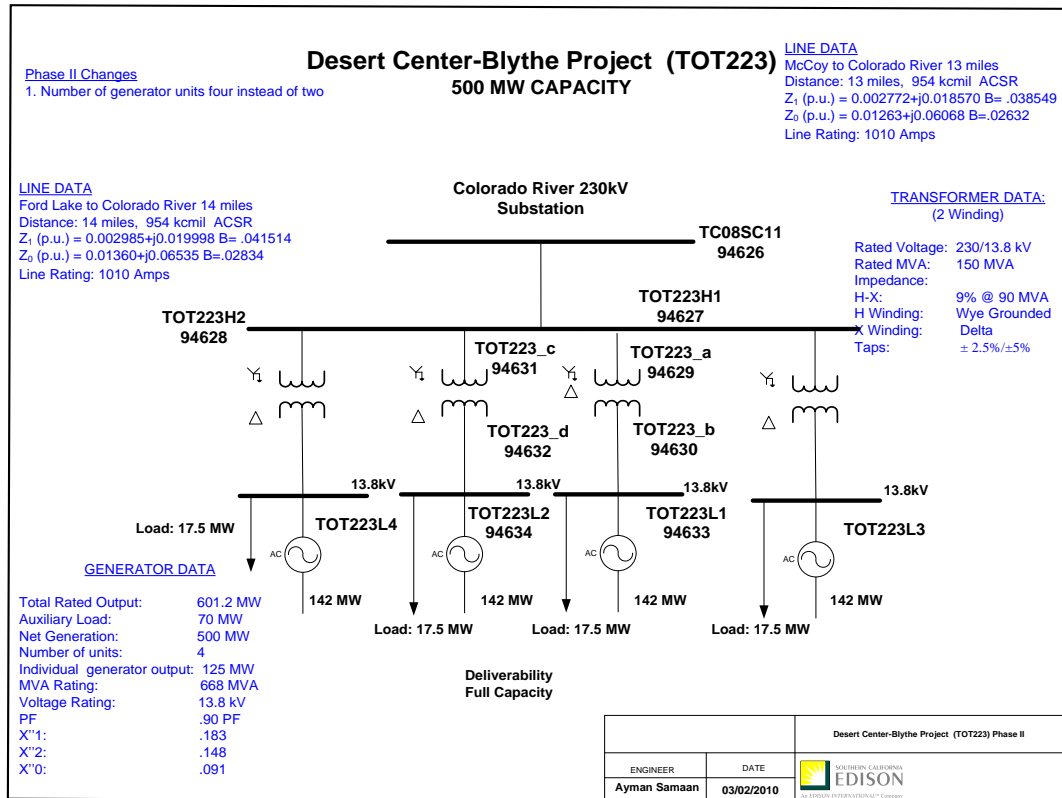 Desert Center-Blythe Project (TOT223)
500 MW CAPACITY
Phase II Changes
1. Number of generator units four instead of two
LINE DATA
McCoy to Colorado River 13 miles
Distance: 13 miles, 954 kcmil ACSR
Z1 (p.u.) = 0.002772+j0.018570 B= .038549
Z0 (p.u.) = 0.01263+j0.06068 B=.02632
Line Rating: 1010 Amps
LINE DATA
Ford Lake to Colorado River 14 miles
Distance: 14 miles, 954 kcmil ACSR
Z1 (p.u.) = 0.002985+j0.019998 B= .041514
Z0 (p.u.) = 0.01360+j0.06535 B=.02834
Line Rating: 1010 Amps
Colorado River 230kV
Substation
TC08SC11
94626
TRANSFORMER DATA:
(2 Winding)
Rated Voltage: 230/13.8 kV
Rated MVA: 150 MVA
Impedance:
H-X: 9% @ 90 MVA
H Winding: Wye Grounded
X Winding: Delta
Taps: ± 2.5%/±5%
TOT223H1
94627
TOT223H2
94628
TOT223_c
94631
TOT223_a
94629
TOT223_d
94632
TOT223_b
94630
13.8kV
13.8kV
13.8kV
13.8kV
TOT223L4
TOT223L2
94634
TOT223L1
94633
TOT223L3
Load: 17.5 MW
AC
AC
AC
AC
142 MW
142 MW
142 MW
142 MW
Load: 17.5 MW
Load: 17.5 MW
Load: 17.5 MW
GENERATOR DATA
Total Rated Output: 601.2 MW
Auxiliary Load: 70 MW
Net Generation: 500 MW
Number of units: 4
Individual generator output: 125 MW
MVA Rating: 668 MVA
Voltage Rating: 13.8 kV
PF .90 PF
X''1: .183
X''2: .148
X''0: .091
Deliverability
Full Capacity
Desert Center-Blythe Project (TOT223) Phase II
ENGINEER DATE
Ayman Samaan 03/02/2010
SOUTHERN CALIFORNIA
EDISON
An EDISON INTERNATIONAL℠ Company